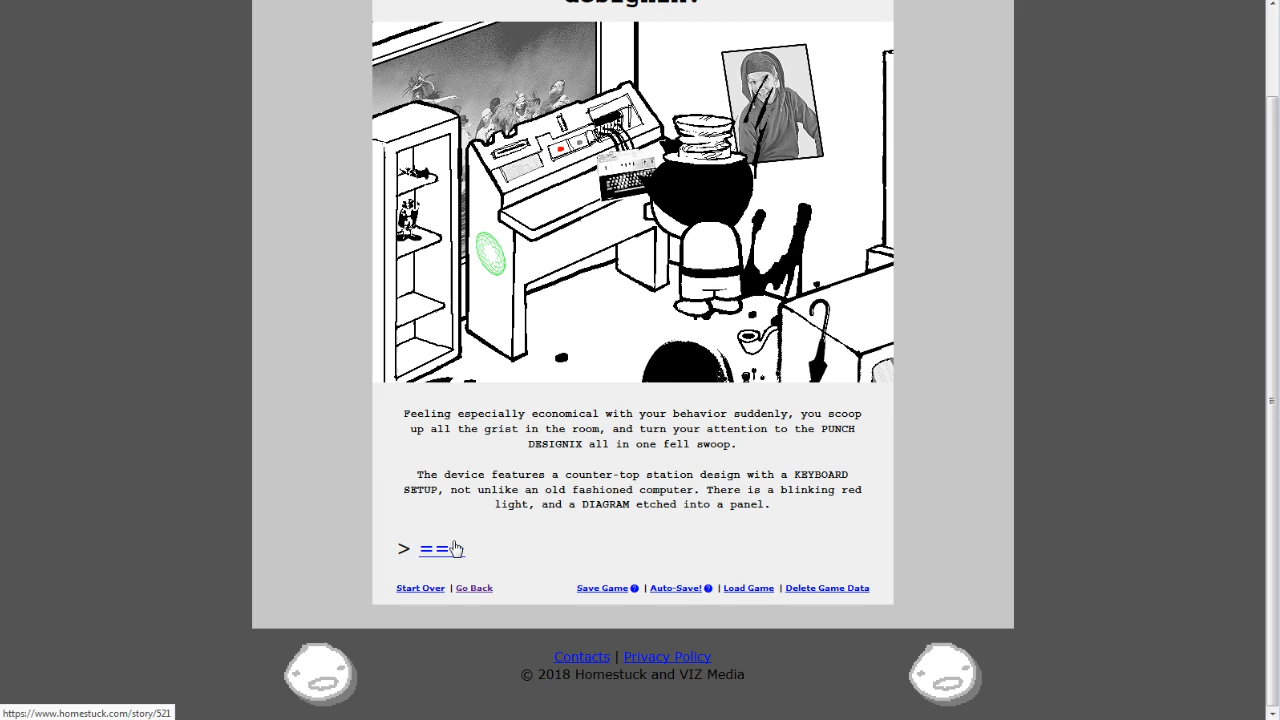 designix.
Feeling especially economical with your behavior suddenly, you scoop
up all the grist in the room, and turn your attention to the PUNCH
DESIGNIX all in one fell swoop.
The device features a counter-top station design with a KEYBOARD
SETUP, not unlike an old fashioned computer. There is a blinking red
light, and a DIAGRAM etched into a panel.
> ==
Start Over | Go Back Save Game ? | Auto-Save! ? | Load Game | Delete Game Data
Contacts | Privacy Policy
© 2018 Homestuck and VIZ Media
https://www.homestuck.com/story/521